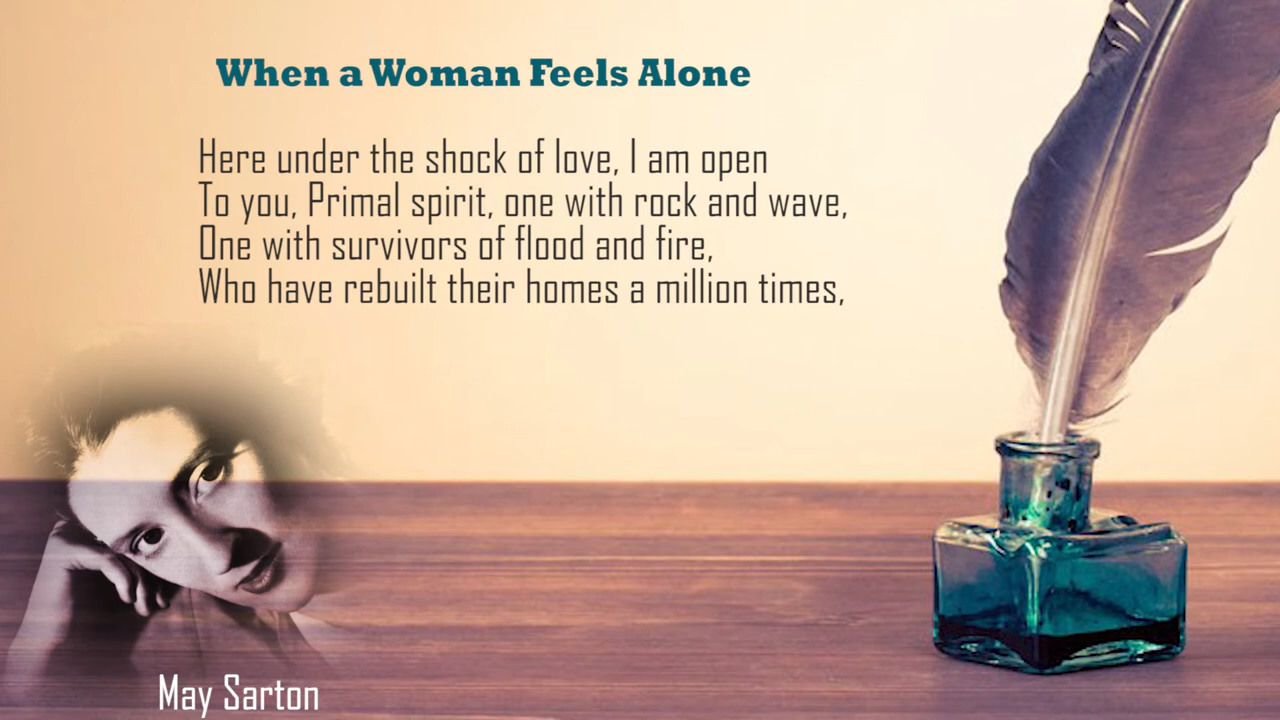 When a Woman Feels Alone
Here under the shock of love, I am open
To you, Primal spirit, one with rock and wave,
One with survivors of flood and fire,
Who have rebuilt their homes a million times,
May Sarton